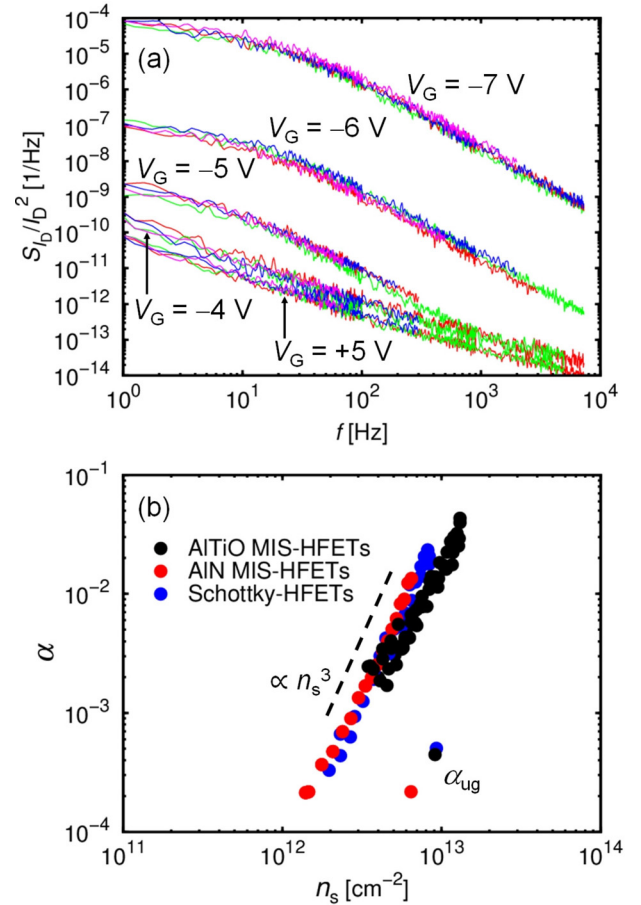 (a)
V_G = −7 V
V_G = −6 V
V_G = −5 V
V_G = −4 V
V_G = +5 V
S_{I_D}/I_D^2 [1/Hz]
10^−4
10^−5
10^−6
10^−7
10^−8
10^−9
10^−10
10^−11
10^−12
10^−13
10^−14
10^0 10^1 10^2 10^3 10^4
f [Hz]
(b)
AlTiO MIS-HFETs
AlN MIS-HFETs
Schottky-HFETs
∝ n_s^3
α_ug
α
10^−1
10^−2
10^−3
10^−4
10^11 10^12 10^13 10^14
n_s [cm^−2]